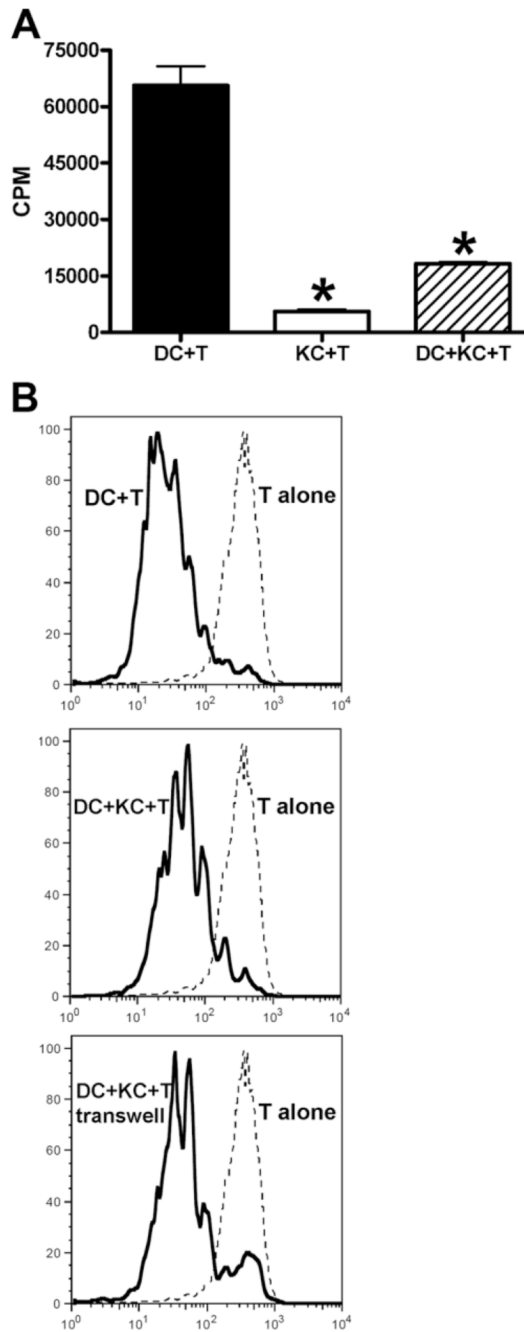 A
75000
60000
45000
30000
15000
0
CPM
* *
DC+T KC+T DC+KC+T
B
100
80
60
40
20
0
DC+T T alone
10⁰ 10¹ 10² 10³ 10⁴
100
80
60
40
20
0
DC+KC+T T alone
10⁰ 10¹ 10² 10³ 10⁴
100
80
60
40
20
0
DC+KC+T
transwell
T alone
10⁰ 10¹ 10² 10³ 10⁴